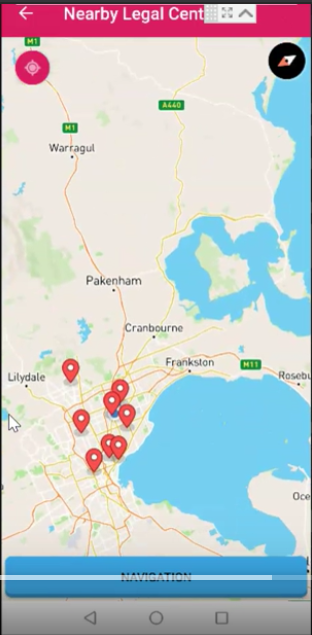 Nearby Legal Cent
M1
A440
M1
Warragul
Pakenham
Cranbourne
Frankston
M11
Rosebu
Lilydale
Oce
NAVIGATION